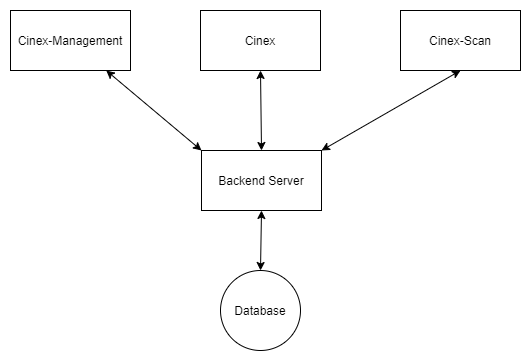 Cinex-Management
Cinex
Cinex-Scan
Backend Server
Database